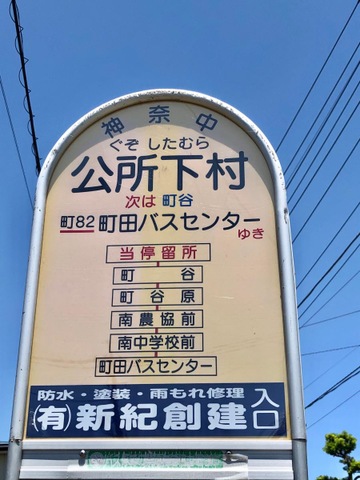 神奈中
ぐぞ したむら
公所下村
次は 町谷
町82 町田バスセンター ゆき
当停留所
町谷
町谷原
南農協前
南中学校前
町田バスセンター
防水・塗装・雨もれ修理
(有)新紀創建 入口